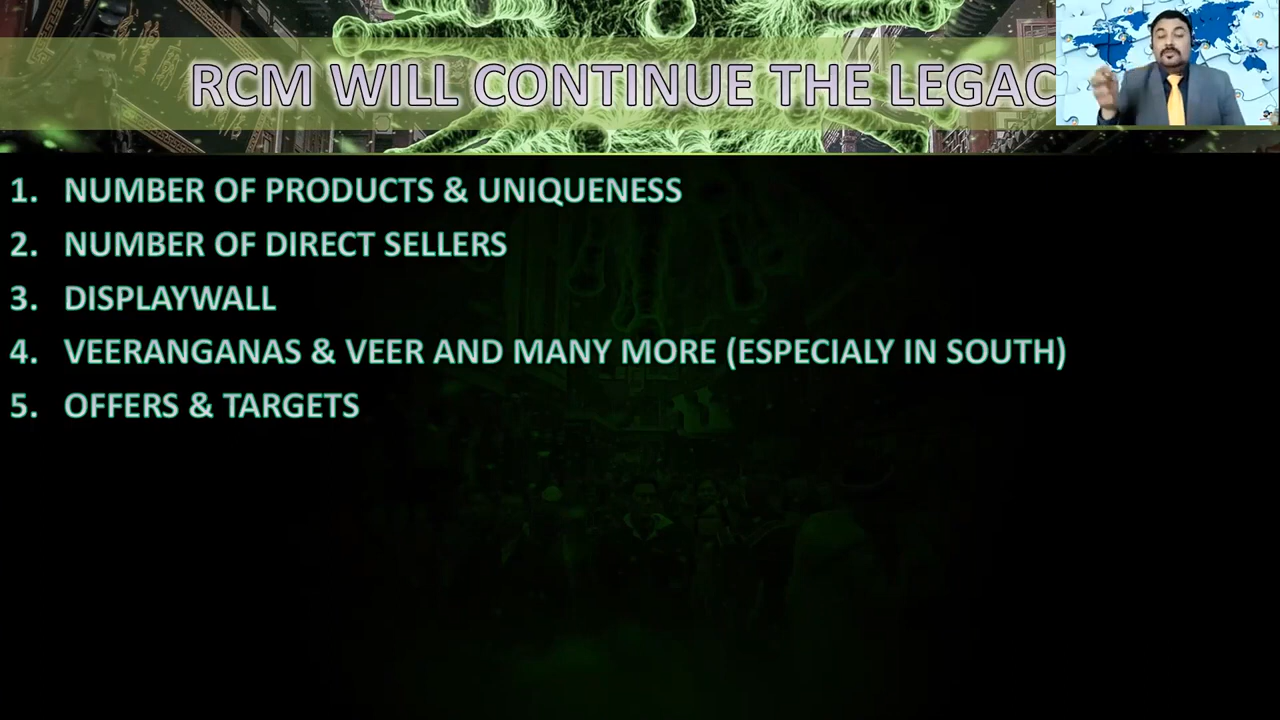 RCM WILL CONTINUE THE LEGAC
1. NUMBER OF PRODUCTS & UNIQUENESS
2. NUMBER OF DIRECT SELLERS
3. DISPLAYWALL
4. VEERANGANAS & VEER AND MANY MORE (ESPECIALY IN SOUTH)
5. OFFERS & TARGETS